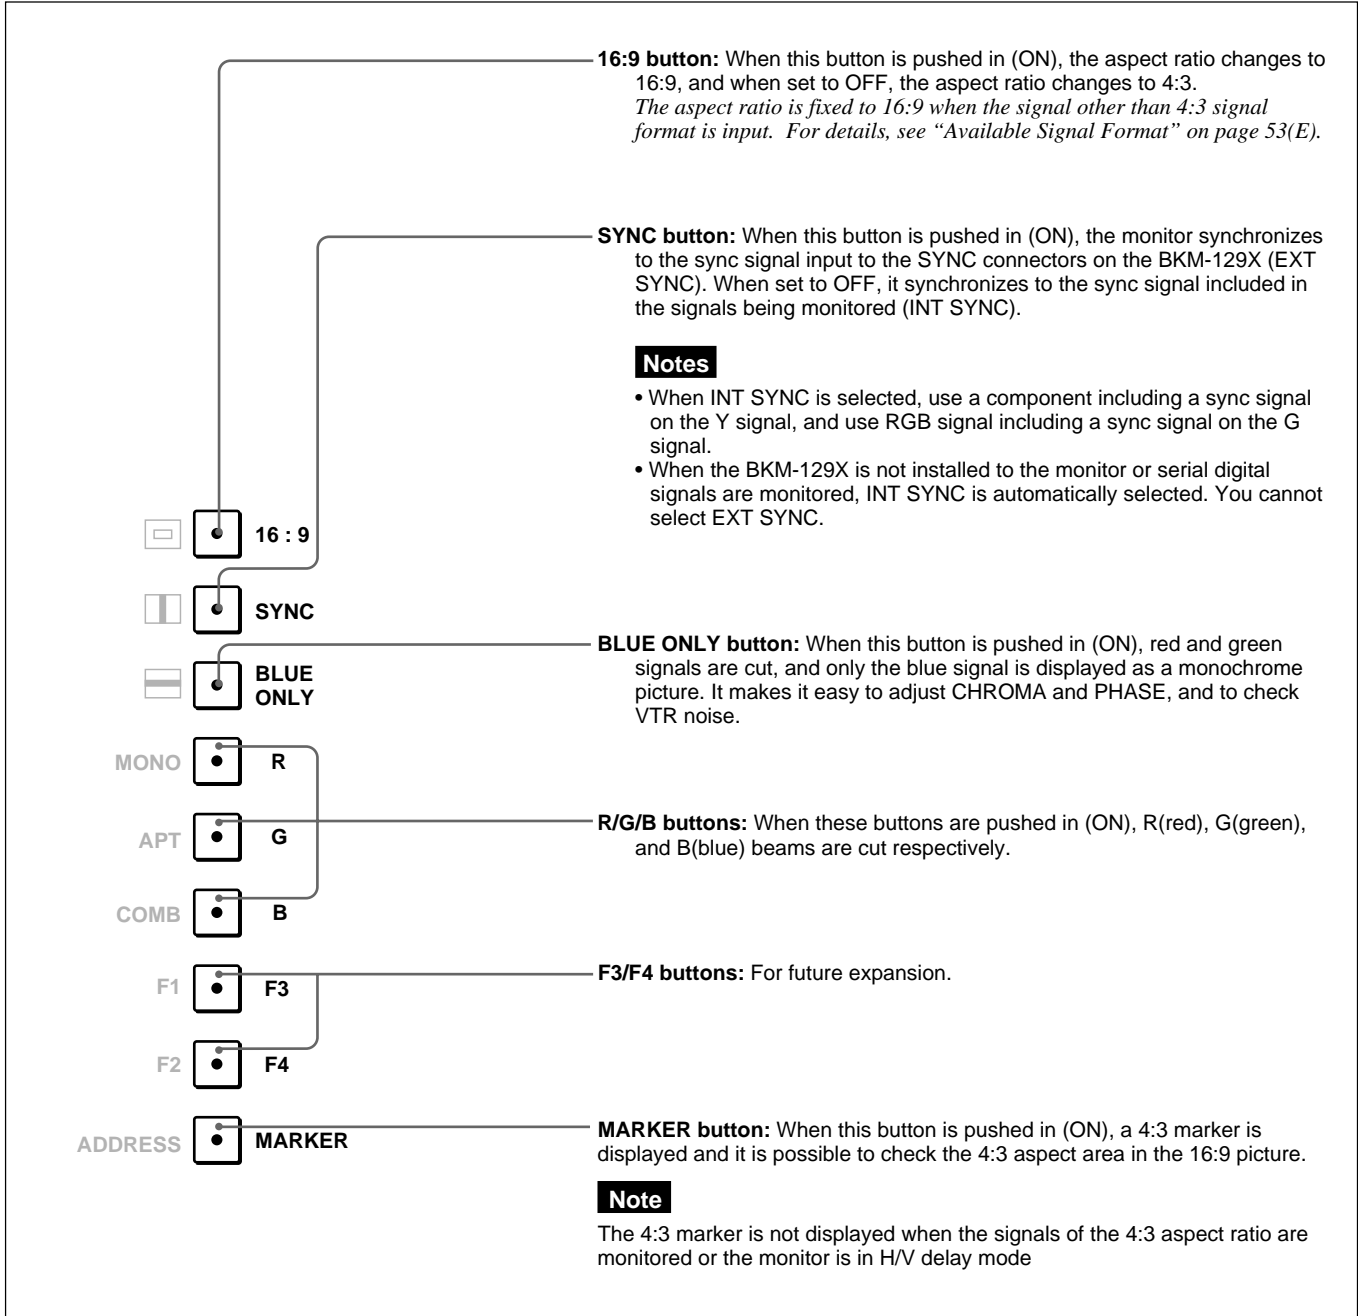 16:9 button: When this button is pushed in (ON), the aspect ratio changes to
16:9, and when set to OFF, the aspect ratio changes to 4:3.
The aspect ratio is fixed to 16:9 when the signal other than 4:3 signal
format is input.  For details, see “Available Signal Format” on page 53(E).
SYNC button: When this button is pushed in (ON), the monitor synchronizes
to the sync signal input to the SYNC connectors on the BKM-129X (EXT
SYNC). When set to OFF, it synchronizes to the sync signal included in
the signals being monitored (INT SYNC).
Notes
• When INT SYNC is selected, use a component including a sync signal
on the Y signal, and use RGB signal including a sync signal on the G
signal.
• When the BKM-129X is not installed to the monitor or serial digital
signals are monitored, INT SYNC is automatically selected. You cannot
select EXT SYNC.
16 : 9
SYNC
BLUE
ONLY
BLUE ONLY button: When this button is pushed in (ON), red and green
signals are cut, and only the blue signal is displayed as a monochrome
picture. It makes it easy to adjust CHROMA and PHASE, and to check
VTR noise.
MONO R
APT G
R/G/B buttons: When these buttons are pushed in (ON), R(red), G(green),
and B(blue) beams are cut respectively.
COMB B
F1 F3
F3/F4 buttons: For future expansion.
F2 F4
ADDRESS MARKER
MARKER button: When this button is pushed in (ON), a 4:3 marker is
displayed and it is possible to check the 4:3 aspect area in the 16:9 picture.
Note
The 4:3 marker is not displayed when the signals of the 4:3 aspect ratio are
monitored or the monitor is in H/V delay mode